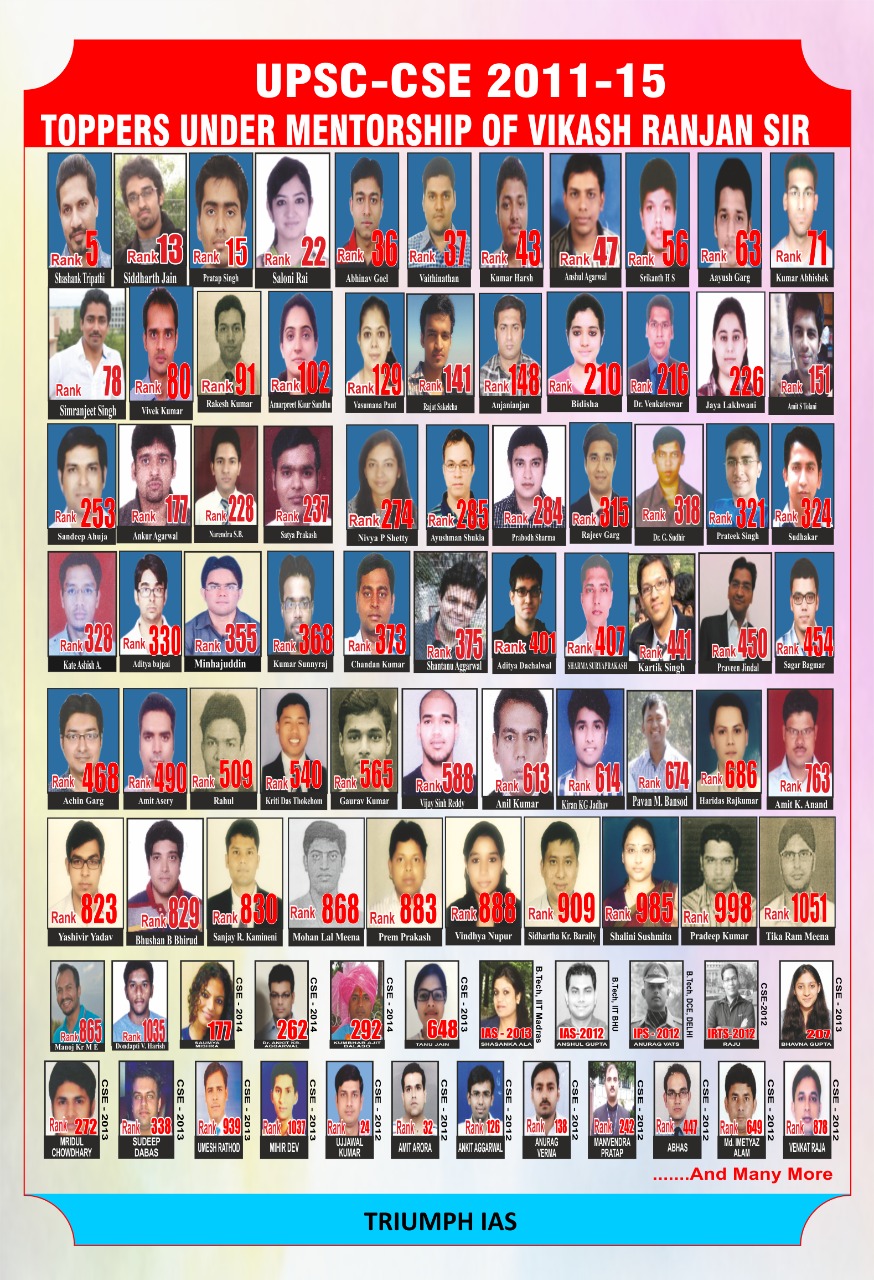 UPSC-CSE 2011-15
TOPPERS UNDER MENTORSHIP OF VIKASH RANJAN SIR
Rank 5
Shastank Tripathi
Rank 13
Siddharth Jain
Rank 15
Pratap Singh
Rank 22
Saloni Rai
Rank 36
Abhinav Goel
Rank 37
Vaithinathan
Rank 43
Kumar Harsh
Rank 47
Anshul Agarwal
Rank 56
Srikanth H S
Rank 63
Aayush Garg
Rank 71
Kumar Abhishek
Rank 78
Simranjeet Singh
Rank 80
Vivek Kumar
Rank 91
Rakesh Kumar
Rank 102
Amarpreet Kaur Sandhu
Rank 129
Vasumana Pant
Rank 141
Rajat Sakelcha
Rank 148
Anjanianjan
Rank 210
Bidisha
Rank 216
Dr. Venkateswar
226
Jaya Lakhwani
Rank 151
Amit S Tolani
Rank 253
Sandeep Ahuja
Rank 177
Ankur Agarwal
Rank 228
Narendra S.B.
Rank 237
Satya Prakash
Rank 274
Nivya P Shetty
Rank 285
Ayushman Shukla
Rank 284
Prabodh Sharma
Rank 315
Rajeev Garg
Rank 318
Dr. G. Sudhir
Rank 321
Prateek Singh
Rank 324
Sudhakar
Rank 328
Kate Ashish A.
Rank 330
Aditya bajpai
Rank 355
Minhajuddin
Rank 368
Kumar Sunnyraj
Rank 373
Chandan Kumar
Rank 375
Shantanu Aggarwal
Rank 401
Aditya Dachalwal
Rank 407
SHARMA SURYAPRAKASH
Rank 441
Kartik Singh
Rank 450
Praveen Jindal
Rank 454
Sagar Bagmar
Rank 468
Achin Garg
Rank 490
Amit Asery
Rank 509
Rahul
Rank 540
Kriti Das Thokchom
Rank 565
Gaurav Kumar
Rank 588
Vijay Sinh Reddy
Rank 613
Anil Kumar
Rank 614
Kiran KG Jadhav
Rank 674
Pavan M. Bansod
Rank 686
Haridas Rajkumar
Rank 763
Amit K. Anand
Rank 823
Yashivir Yadav
Rank 829
Bhushan B Bhirud
Rank 830
Sanjay R. Kamineni
Rank 868
Mohan Lal Meena
Rank 883
Prem Prakash
Rank 888
Vindhya Nupur
Rank 909
Sidhartha Kr. Baraily
Rank 985
Shalini Sushmita
Rank 998
Pradeep Kumar
Rank 1051
Tika Ram Meena
Rank 865
Manoj Kr M E
Rank 1035
Dondapti V. Harish
177
SAUMYA MISHRA
CSE - 2014
262
Dr. ANKIT KR. AGGARWAL
CSE - 2014
292
KUMBHAR AJIT BALASO
CSE - 2014
648
TANU JAIN
CSE - 2013
IAS - 2013
SHASANKA ALA
B.Tech, IIT Madras
IAS-2012
ANSHUL GUPTA
B.Tech, IIT BHU
IPS - 2012
ANURAG VATS
B.Tech, DCE, DELHI
IRTS-2012
RAJU
CSE-2012
207
BHAVNA GUPTA
CSE - 2013
Rank 272
MRIDUL CHOWDHARY
CSE - 2013
Rank 338
SUDEEP DABAS
CSE - 2013
Rank 939
UMESH RATHOD
CSE - 2013
Rank 1037
MIHIR DEV
CSE - 2013
Rank 24
UJJAWAL KUMAR
CSE - 2012
Rank 32
AMIT ARORA
CSE - 2012
Rank 126
ANKIT AGGARWAL
CSE - 2012
Rank 138
ANURAG VERMA
CSE - 2012
Rank 242
MANVENDRA PRATAP
CSE - 2012
Rank 447
ABHAS
CSE - 2012
Rank 649
Md. IMETYAZ ALAM
CSE - 2012
Rank 878
VENKAT RAJA
CSE - 2012
.......And Many More
TRIUMPH IAS